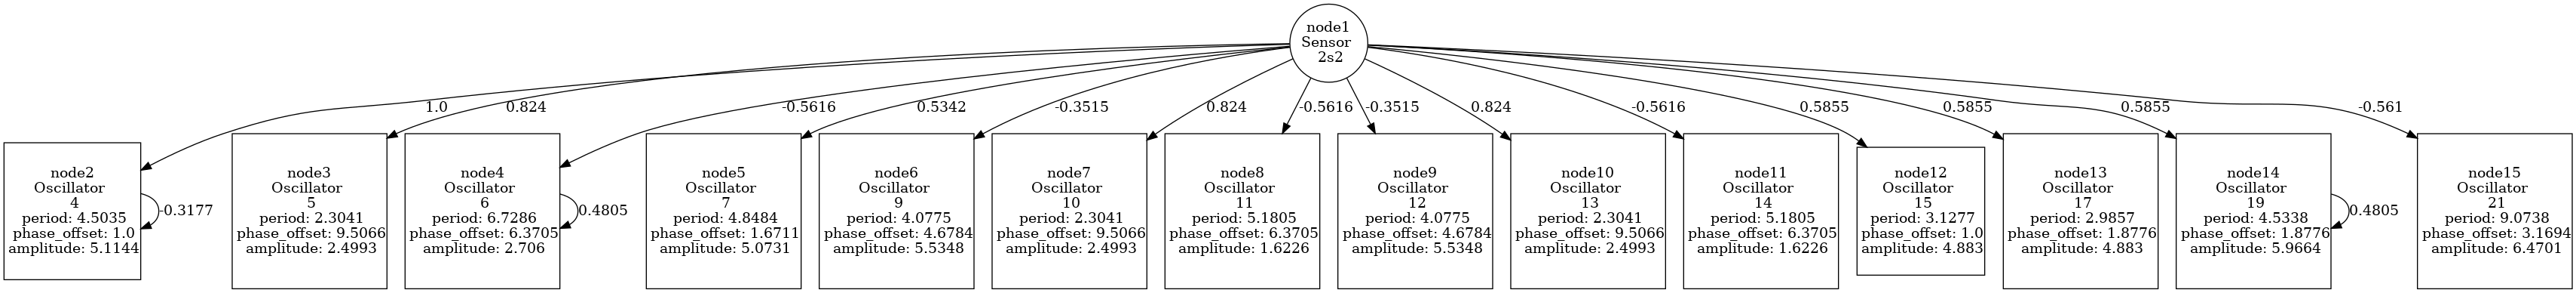 node1
Sensor
2s2
1.0
0.824
-0.5616
0.5342
-0.3515
0.824
-0.5616
-0.3515
0.824
-0.5616
0.5855
0.5855
0.5855
-0.561
node2
Oscillator
4
period: 4.5035
phase_offset: 1.0
amplitude: 5.1144
-0.3177
node3
Oscillator
5
period: 2.3041
phase_offset: 9.5066
amplitude: 2.4993
node4
Oscillator
6
period: 6.7286
phase_offset: 6.3705
amplitude: 2.706
0.4805
node5
Oscillator
7
period: 4.8484
phase_offset: 1.6711
amplitude: 5.0731
node6
Oscillator
9
period: 4.0775
phase_offset: 4.6784
amplitude: 5.5348
node7
Oscillator
10
period: 2.3041
phase_offset: 9.5066
amplitude: 2.4993
node8
Oscillator
11
period: 5.1805
phase_offset: 6.3705
amplitude: 1.6226
node9
Oscillator
12
period: 4.0775
phase_offset: 4.6784
amplitude: 5.5348
node10
Oscillator
13
period: 2.3041
phase_offset: 9.5066
amplitude: 2.4993
node11
Oscillator
14
period: 5.1805
phase_offset: 6.3705
amplitude: 1.6226
node12
Oscillator
15
period: 3.1277
phase_offset: 1.0
amplitude: 4.883
node13
Oscillator
17
period: 2.9857
phase_offset: 1.8776
amplitude: 4.883
node14
Oscillator
19
period: 4.5338
phase_offset: 1.8776
amplitude: 5.9664
0.4805
node15
Oscillator
21
period: 9.0738
phase_offset: 3.1694
amplitude: 6.4701